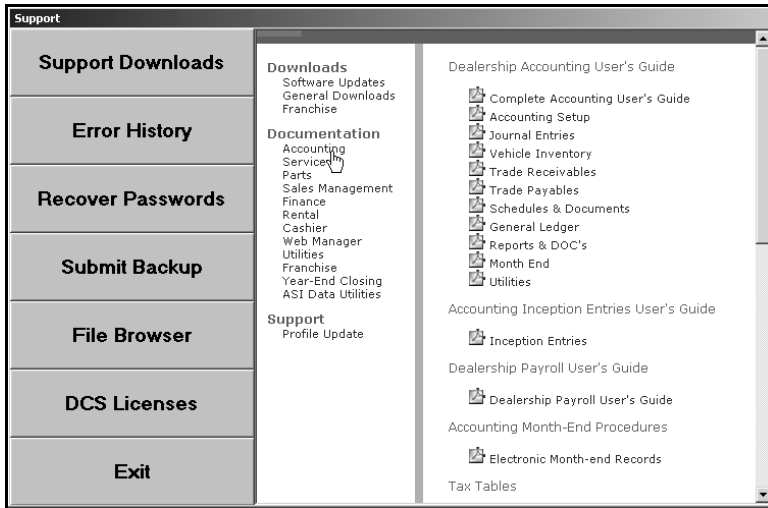 Support
Support Downloads
Error History
Recover Passwords
Submit Backup
File Browser
DCS Licenses
Exit
Downloads
Software Updates
General Downloads
Franchise
Documentation
Accounting
Services
Parts
Sales Management
Finance
Rental
Cashier
Web Manager
Utilities
Franchise
Year-End Closing
ASI Data Utilities
Support
Profile Update
Dealership Accounting User's Guide
Complete Accounting User's Guide
Accounting Setup
Journal Entries
Vehicle Inventory
Trade Receivables
Trade Payables
Schedules & Documents
General Ledger
Reports & DOC's
Month End
Utilities
Accounting Inception Entries User's Guide
Inception Entries
Dealership Payroll User's Guide
Dealership Payroll User's Guide
Accounting Month-End Procedures
Electronic Month-end Records
Tax Tables